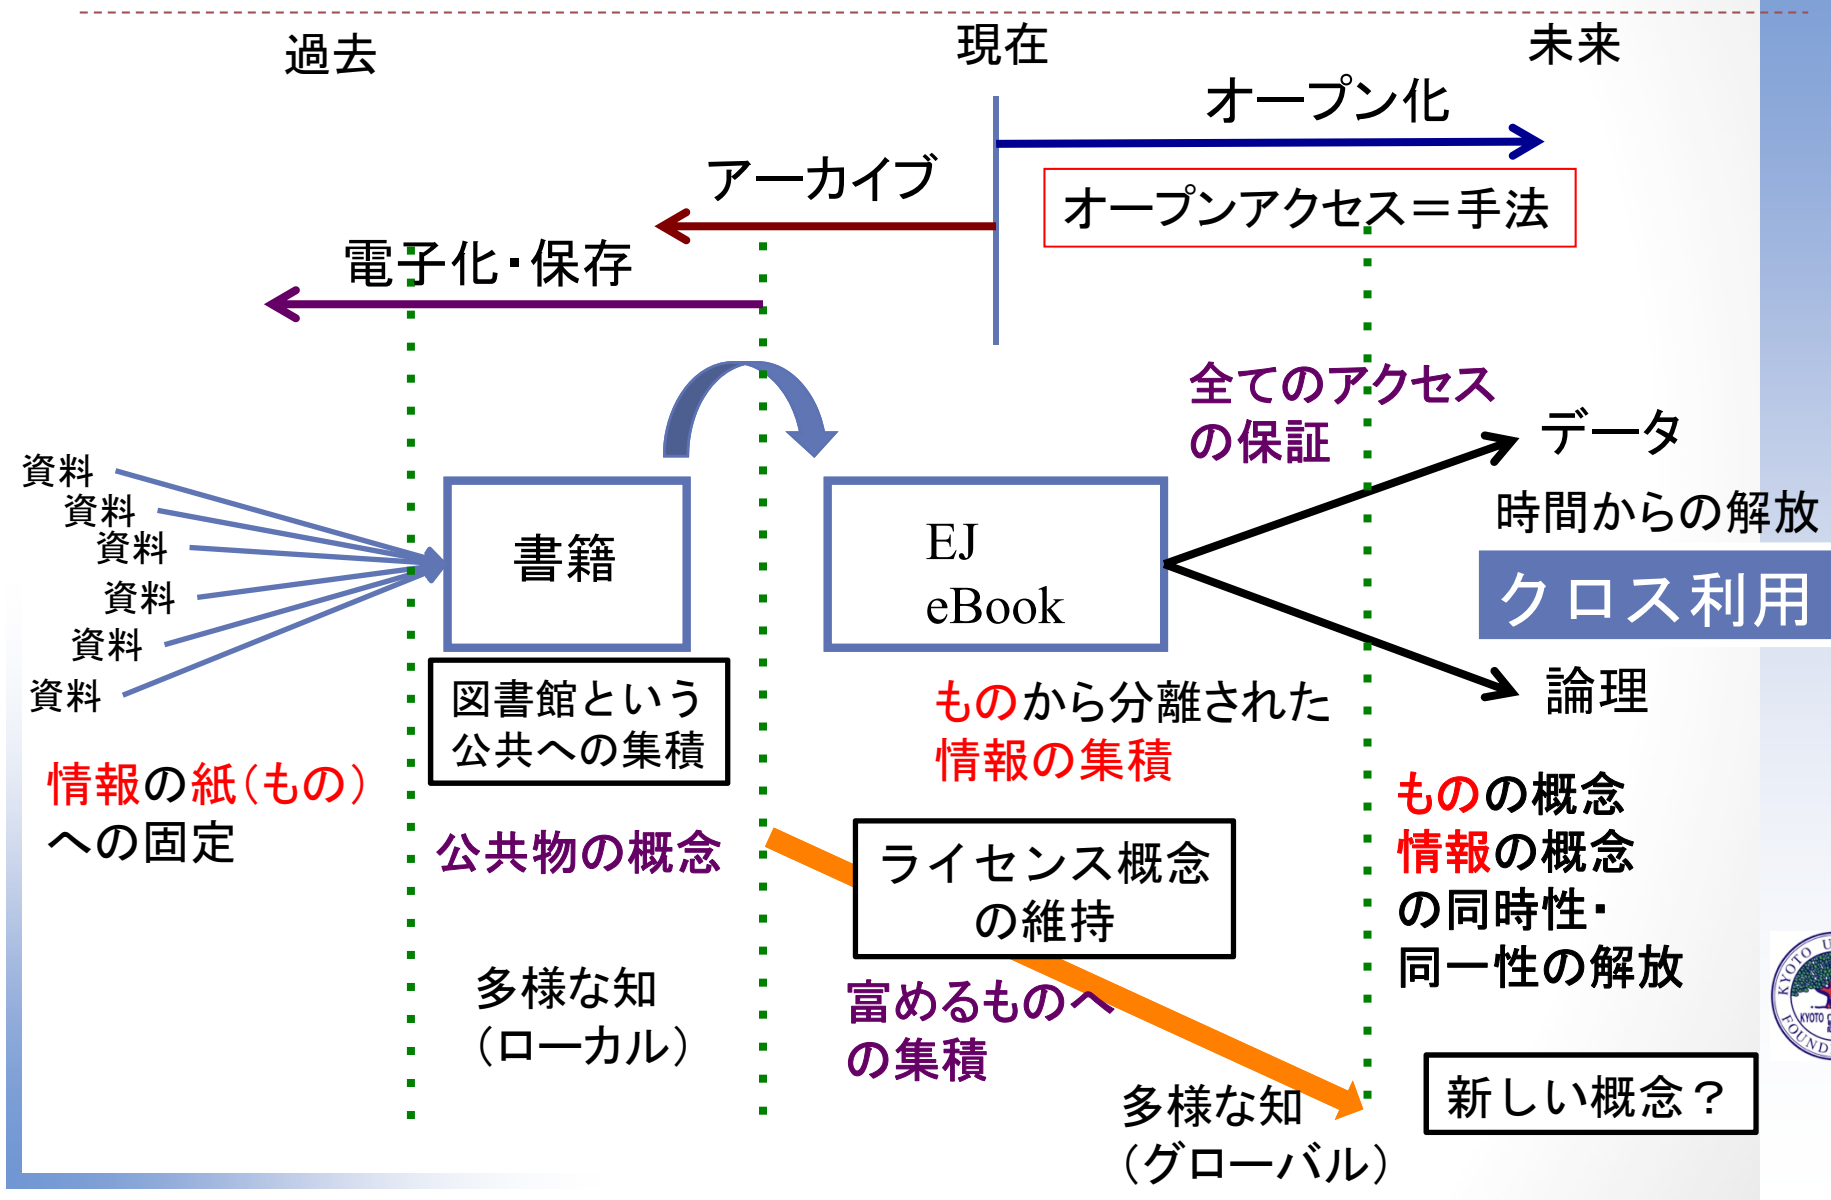 過去
現在
未来
オープン化
アーカイブ
オープンアクセス＝手法
電子化・保存
全てのアクセス
の保証
データ
時間からの解放
クロス利用
論理
資料
資料
資料
資料
資料
資料
書籍
EJ
eBook
図書館という
公共への集積
ものから分離された
情報の集積
情報の紙（もの）
への固定
公共物の概念
ライセンス概念
の維持
ものの概念
情報の概念
の同時性・
同一性の解放
多様な知
（ローカル）
富めるものへ
の集積
多様な知
（グローバル）
新しい概念？
KYOTO U
KYOTO
FOUND